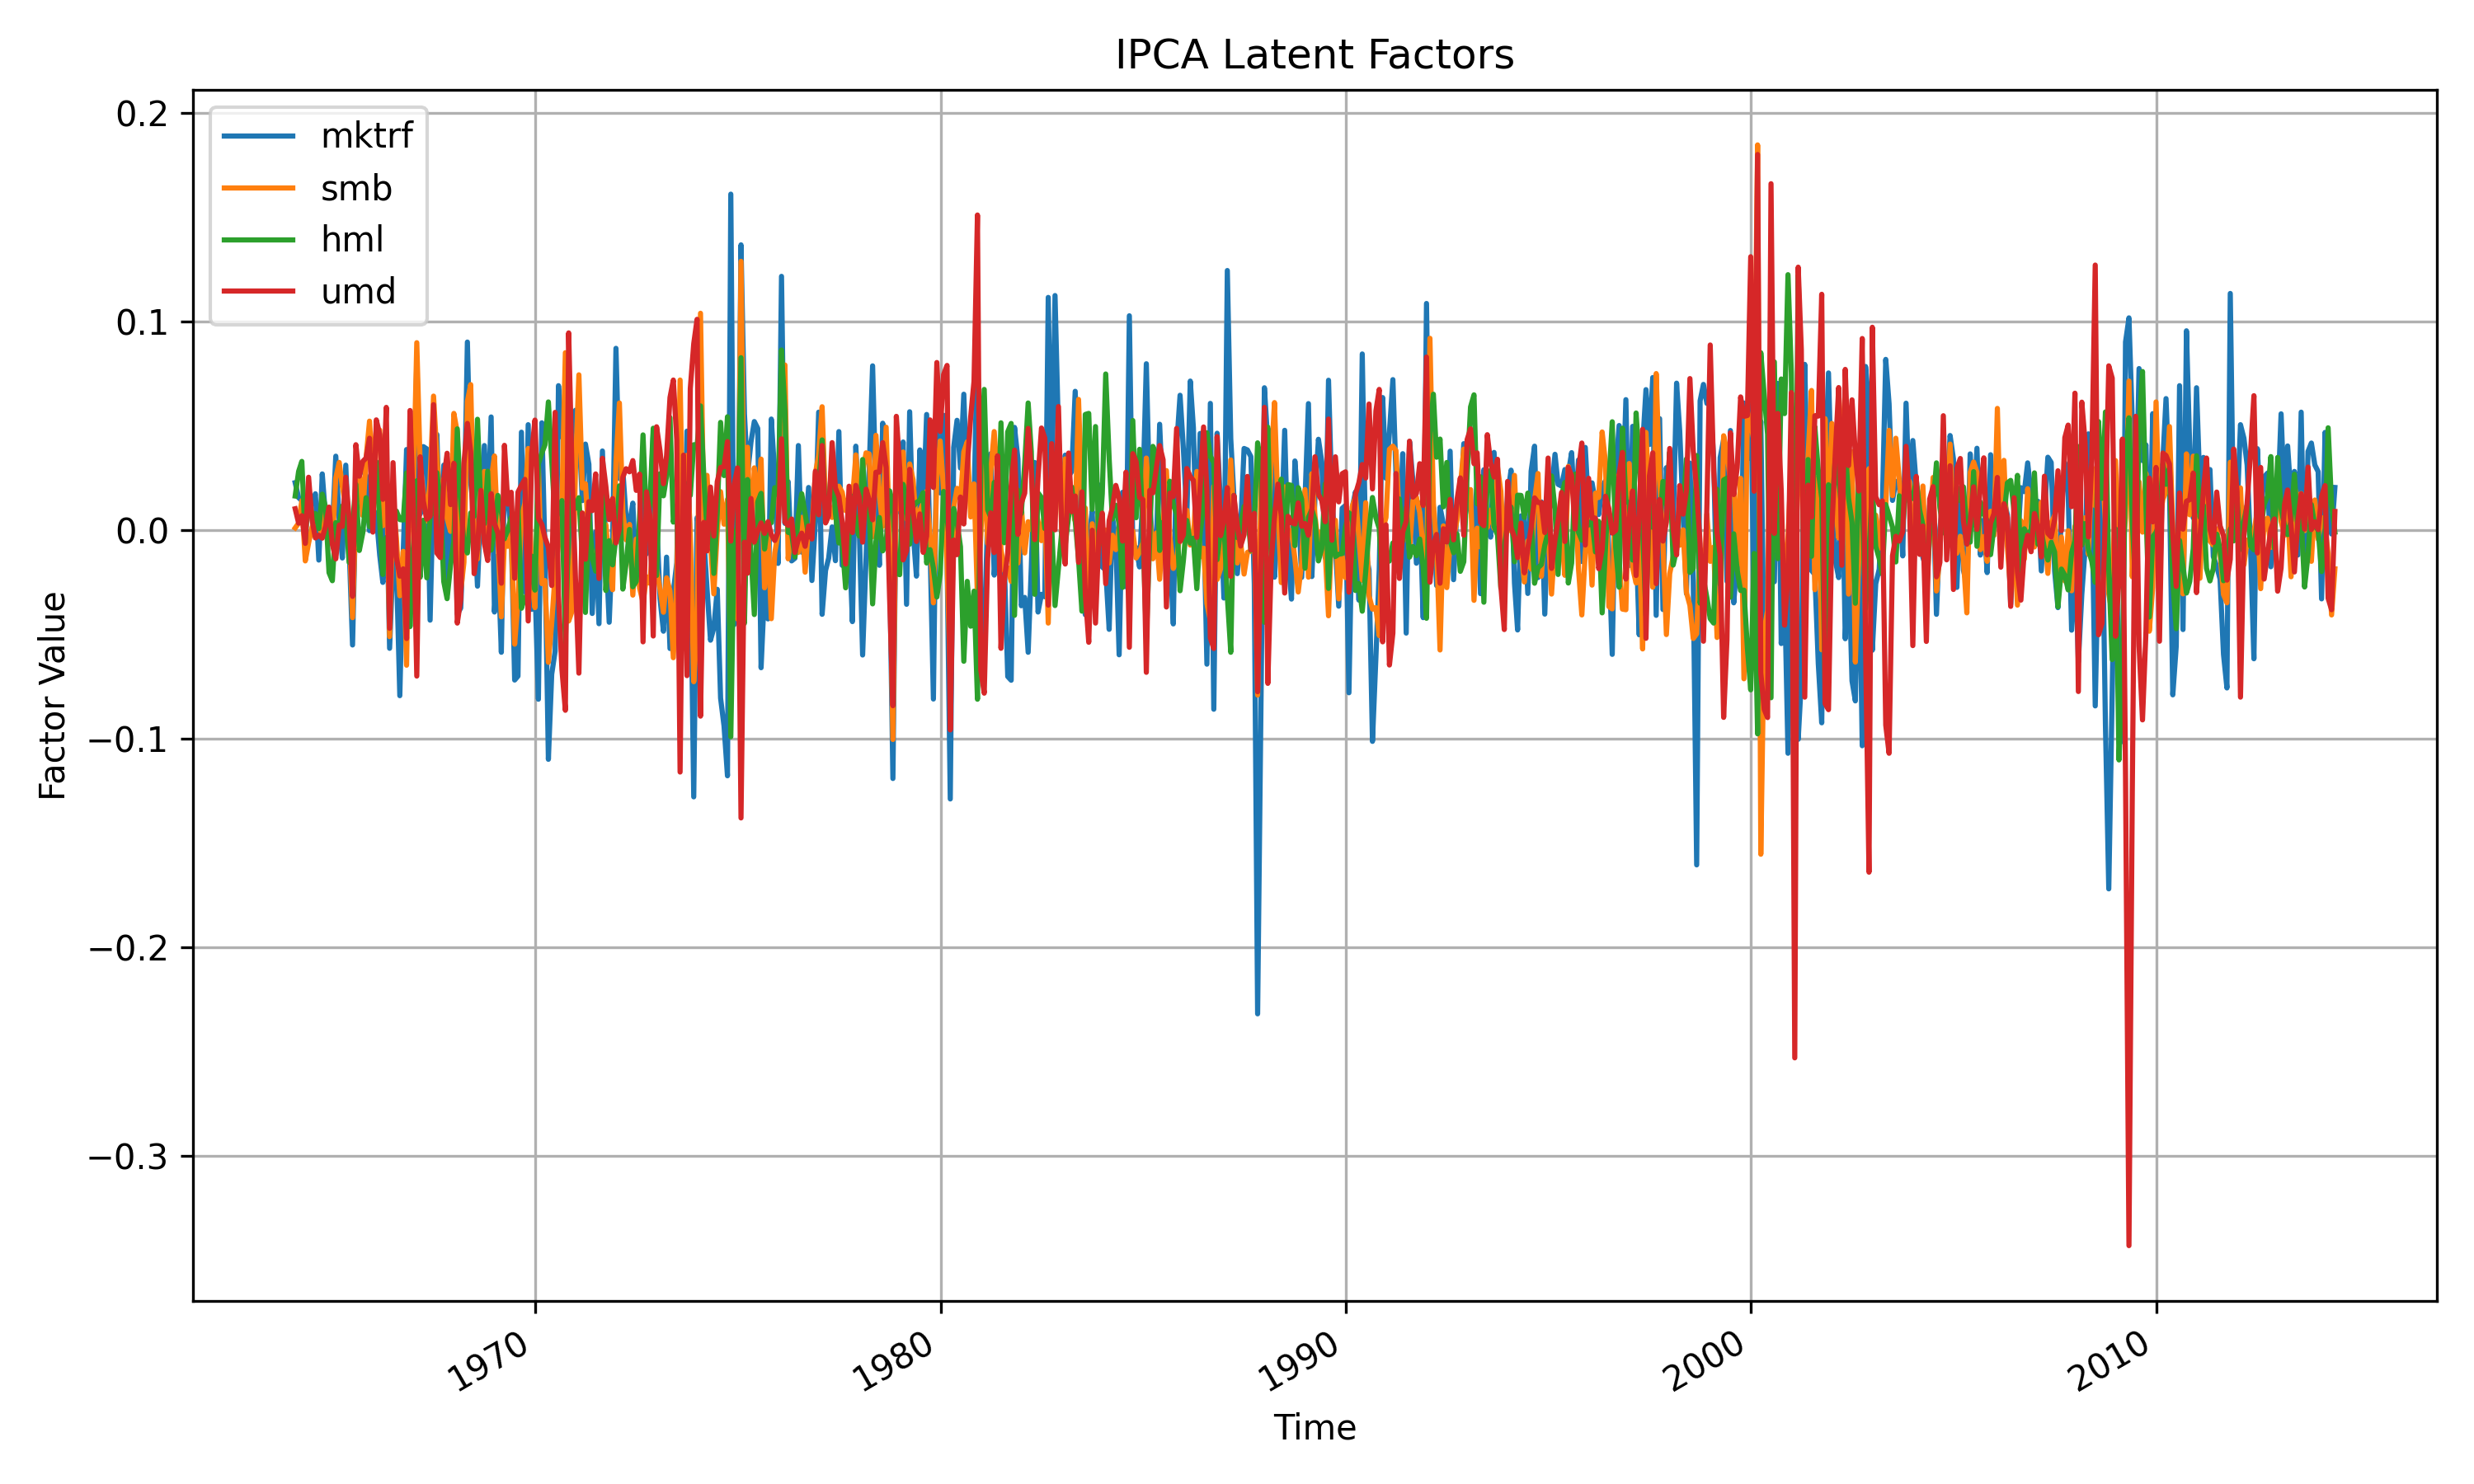 IPCA Latent Factors
mktrf
smb
hml
umd
0.2
0.1
0.0
−0.1
−0.2
−0.3
Factor Value
1970
1980
1990
2000
2010
Time